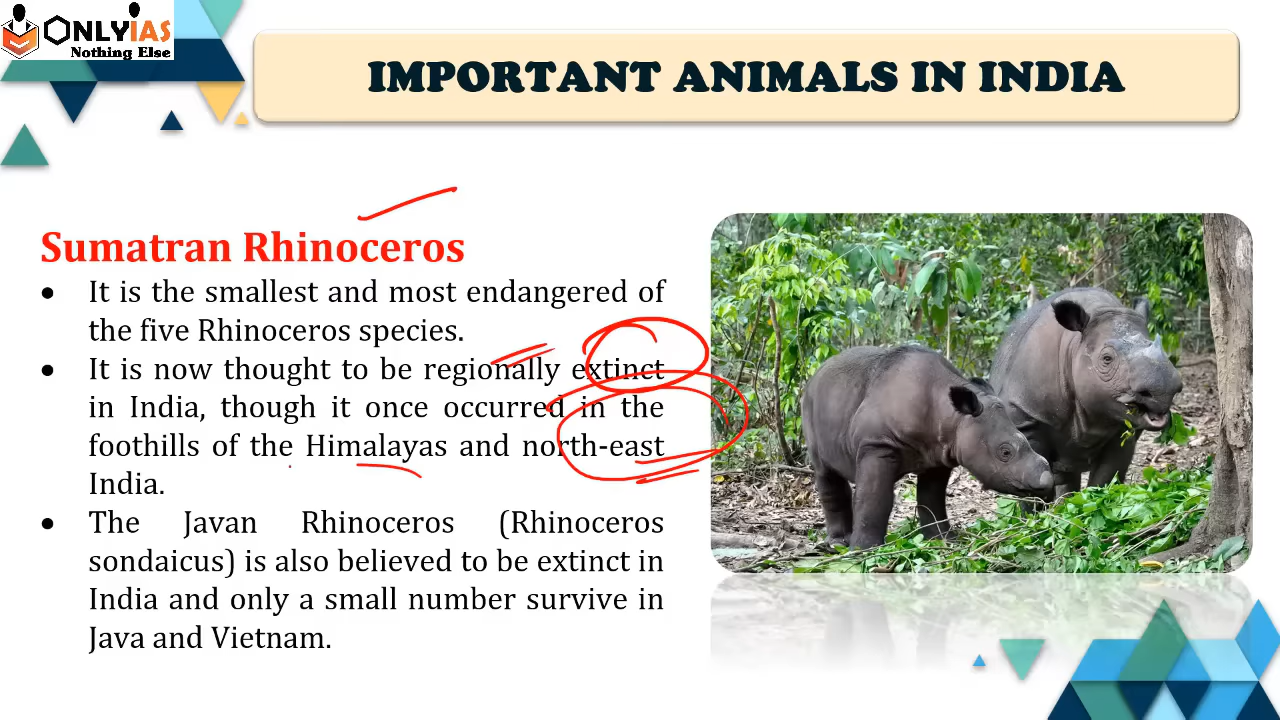 ONLYIAS
Nothing Else
IMPORTANT ANIMALS IN INDIA
Sumatran Rhinoceros
• It is the smallest and most endangered of
the five Rhinoceros species.
• It is now thought to be regionally extinct
in India, though it once occurred in the
foothills of the Himalayas and north-east
India.
• The Javan Rhinoceros (Rhinoceros
sondaicus) is also believed to be extinct in
India and only a small number survive in
Java and Vietnam.